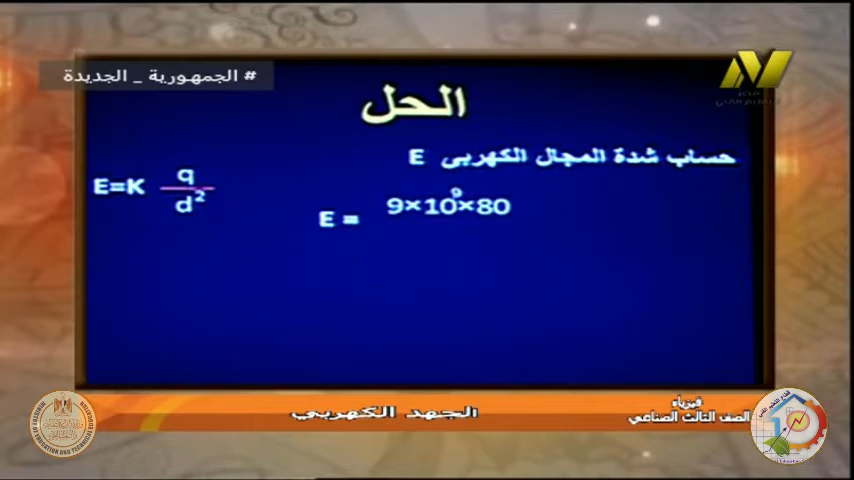 # الجمهورية _ الجديدة
الحل
حساب شدة المجال الكهربى E
E=K q/d²
E = 9×10⁹×80
الجهد الكهربي
فيزياء
الصف الثالث الصناعي